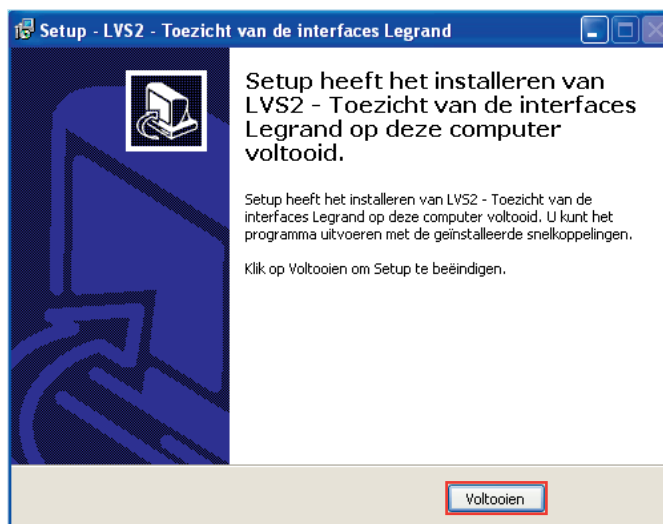 Setup - LVS2 - Toezicht van de interfaces Legrand
Setup heeft het installeren van
LVS2 - Toezicht van de interfaces
Legrand op deze computer
voltooid.
Setup heeft het installeren van LVS2 - Toezicht van de
interfaces Legrand op deze computer voltooid. U kunt het
programma uitvoeren met de geïnstalleerde snelkoppelingen.
Klik op Voltooien om Setup te beëindigen.
Voltooien